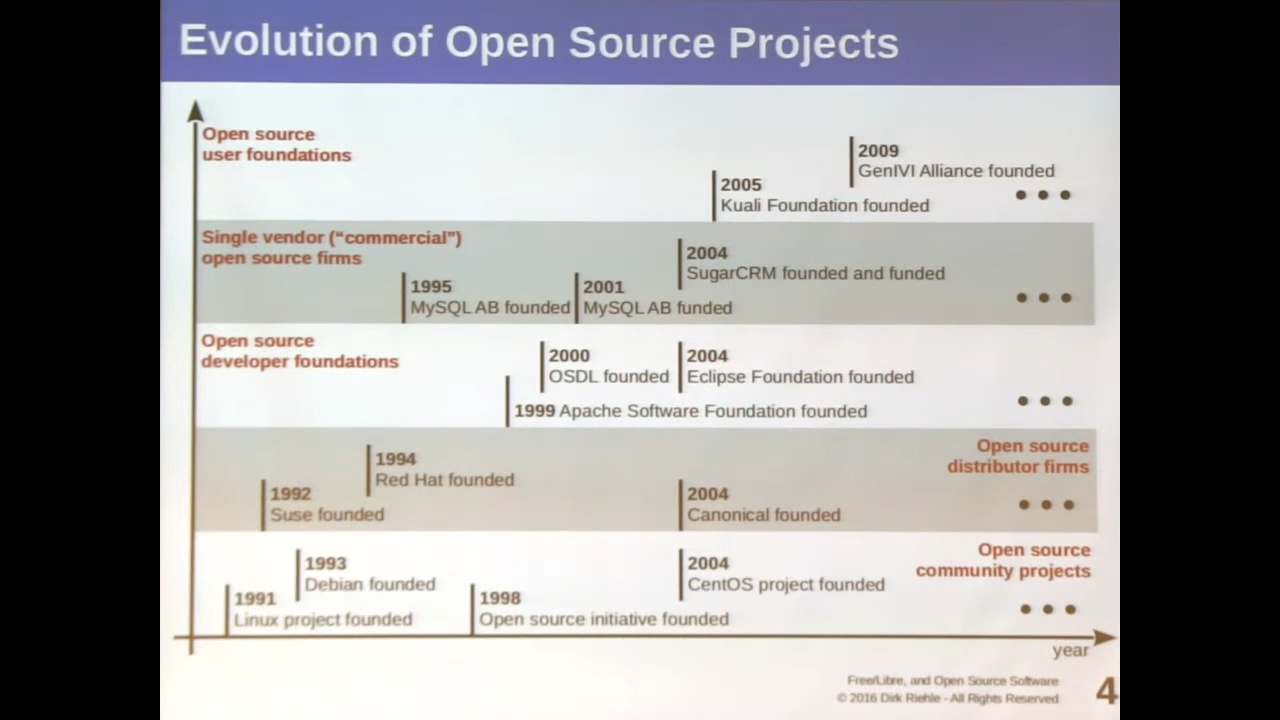 Evolution of Open Source Projects
Open source
user foundations
2009
GenIVI Alliance founded
2005
Kuali Foundation founded
Single vendor (“commercial”)
open source firms
2004
SugarCRM founded and funded
1995
MySQL AB founded
2001
MySQL AB funded
Open source
developer foundations
2000
OSDL founded
2004
Eclipse Foundation founded
1999 Apache Software Foundation founded
Open source
distributor firms
1994
Red Hat founded
1992
Suse founded
2004
Canonical founded
Open source
community projects
1993
Debian founded
2004
CentOS project founded
1991
Linux project founded
1998
Open source initiative founded
year
Free/Libre, and Open Source Software
© 2016 Dirk Riehle - All Rights Reserved
4